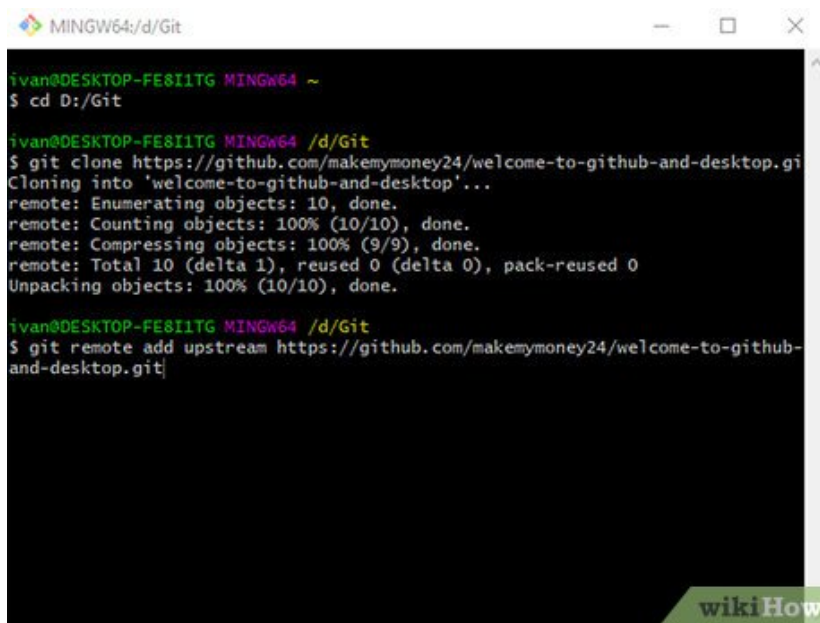 MINGW64:/d/Git
ivan@DESKTOP-FE8I1TG MINGW64 ~
$ cd D:/Git
ivan@DESKTOP-FE8I1TG MINGW64 /d/Git
$ git clone https://github.com/makemymoney24/welcome-to-github-and-desktop.gi
Cloning into 'welcome-to-github-and-desktop'...
remote: Enumerating objects: 10, done.
remote: Counting objects: 100% (10/10), done.
remote: Compressing objects: 100% (9/9), done.
remote: Total 10 (delta 1), reused 0 (delta 0), pack-reused 0
Unpacking objects: 100% (10/10), done.
ivan@DESKTOP-FE8I1TG MINGW64 /d/Git
$ git remote add upstream https://github.com/makemymoney24/welcome-to-github-
and-desktop.git
wikiHow